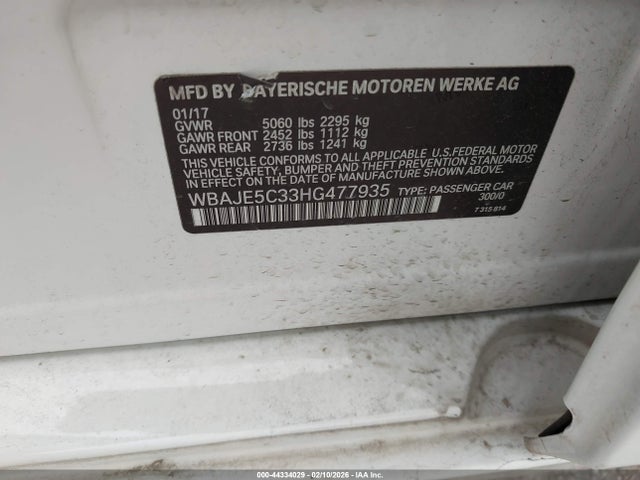 MFD BY BAYERISCHE MOTOREN WERKE AG
01/17
GVWR 5060 lbs 2295 kg
GAWR FRONT 2452 lbs 1112 kg
GAWR REAR 2736 lbs 1241 kg
THIS VEHICLE CONFORMS TO ALL APPLICABLE U.S.FEDERAL MOTOR
VEHICLE SAFETY, BUMPER, AND THEFT PREVENTION STANDARDS
IN EFFECT ON THE DATE OF MANUFACTURE SHOWN ABOVE.
WBAJE5C33HG477935 TYPE: PASSENGER CAR
300/0
7 315 814
000-44334029 - 02/10/2026 - IAA Inc.